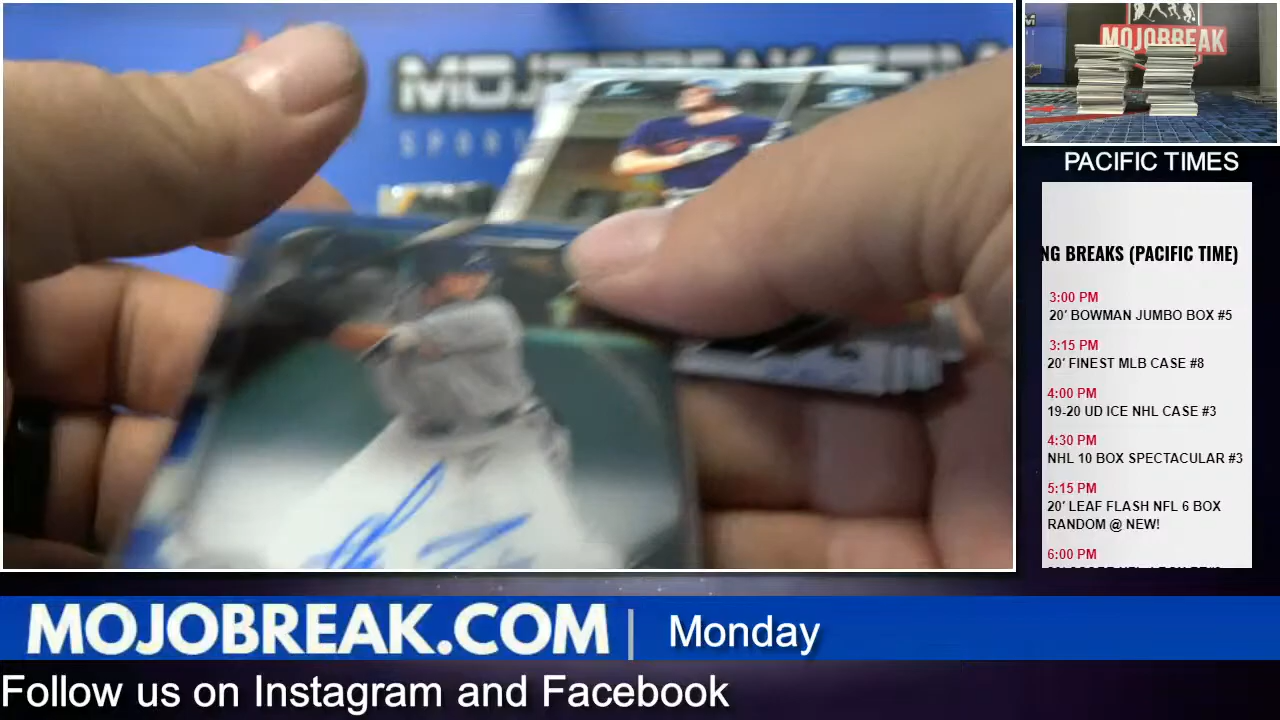 MOJOBREAK
PACIFIC TIMES
NG BREAKS (PACIFIC TIME)
3:00 PM
20' BOWMAN JUMBO BOX #5
3:15 PM
20' FINEST MLB CASE #8
4:00 PM
19-20 UD ICE NHL CASE #3
4:30 PM
NHL 10 BOX SPECTACULAR #3
5:15 PM
20' LEAF FLASH NFL 6 BOX
RANDOM @ NEW!
6:00 PM
MOJOBREAK.COM | Monday
Follow us on Instagram and Facebook